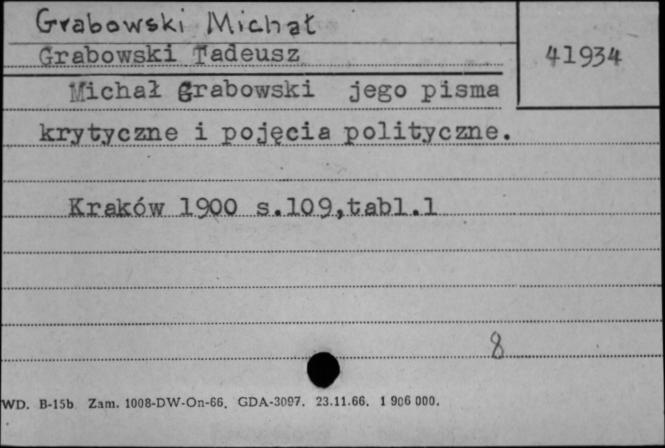 Grabowski Michał
Grabowski Tadeusz
41934
Michał Grabowski jego pisma
krytyczne i pojęcia polityczne.
Kraków 1900 s.109,tabl.1
8
WD. B-15b Zam. 1008-DW-On-66. GDA-3097. 23.11.66. 1 906 000.